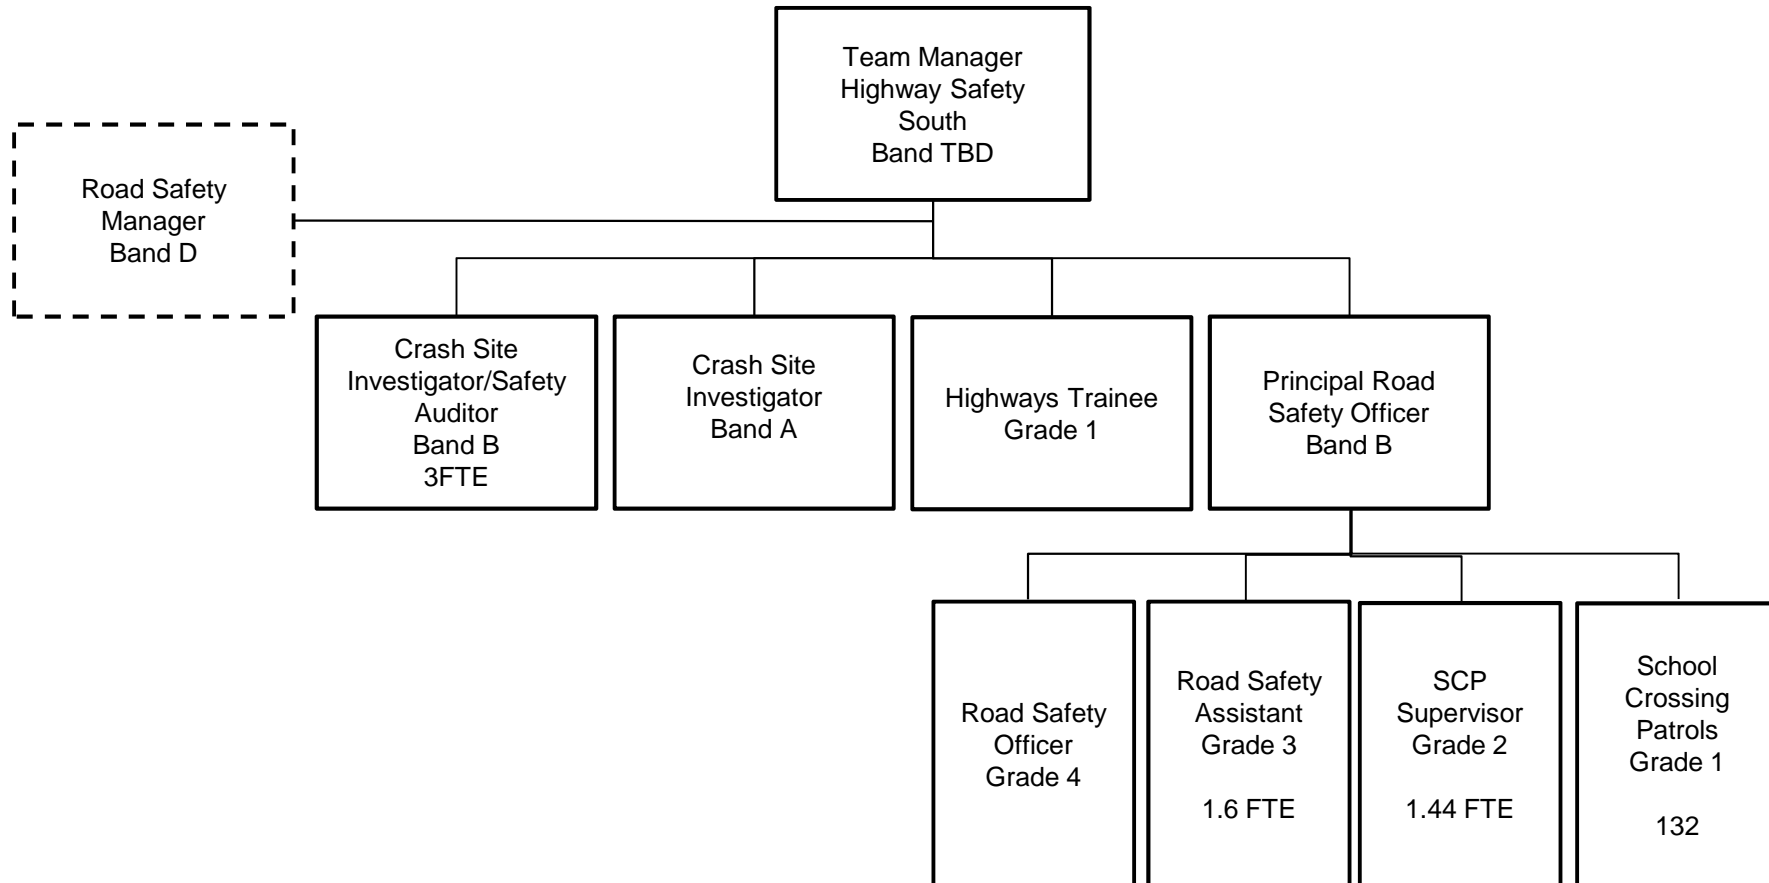 Team Manager
Highway Safety
South
Band TBD
Road Safety
Manager
Band D
Crash Site
Investigator/Safety
Auditor
Band B
3FTE
Crash Site
Investigator
Band A
Highways Trainee
Grade 1
Principal Road
Safety Officer
Band B
Road Safety
Officer
Grade 4
Road Safety
Assistant
Grade 3
1.6 FTE
SCP
Supervisor
Grade 2
1.44 FTE
School
Crossing
Patrols
Grade 1
132